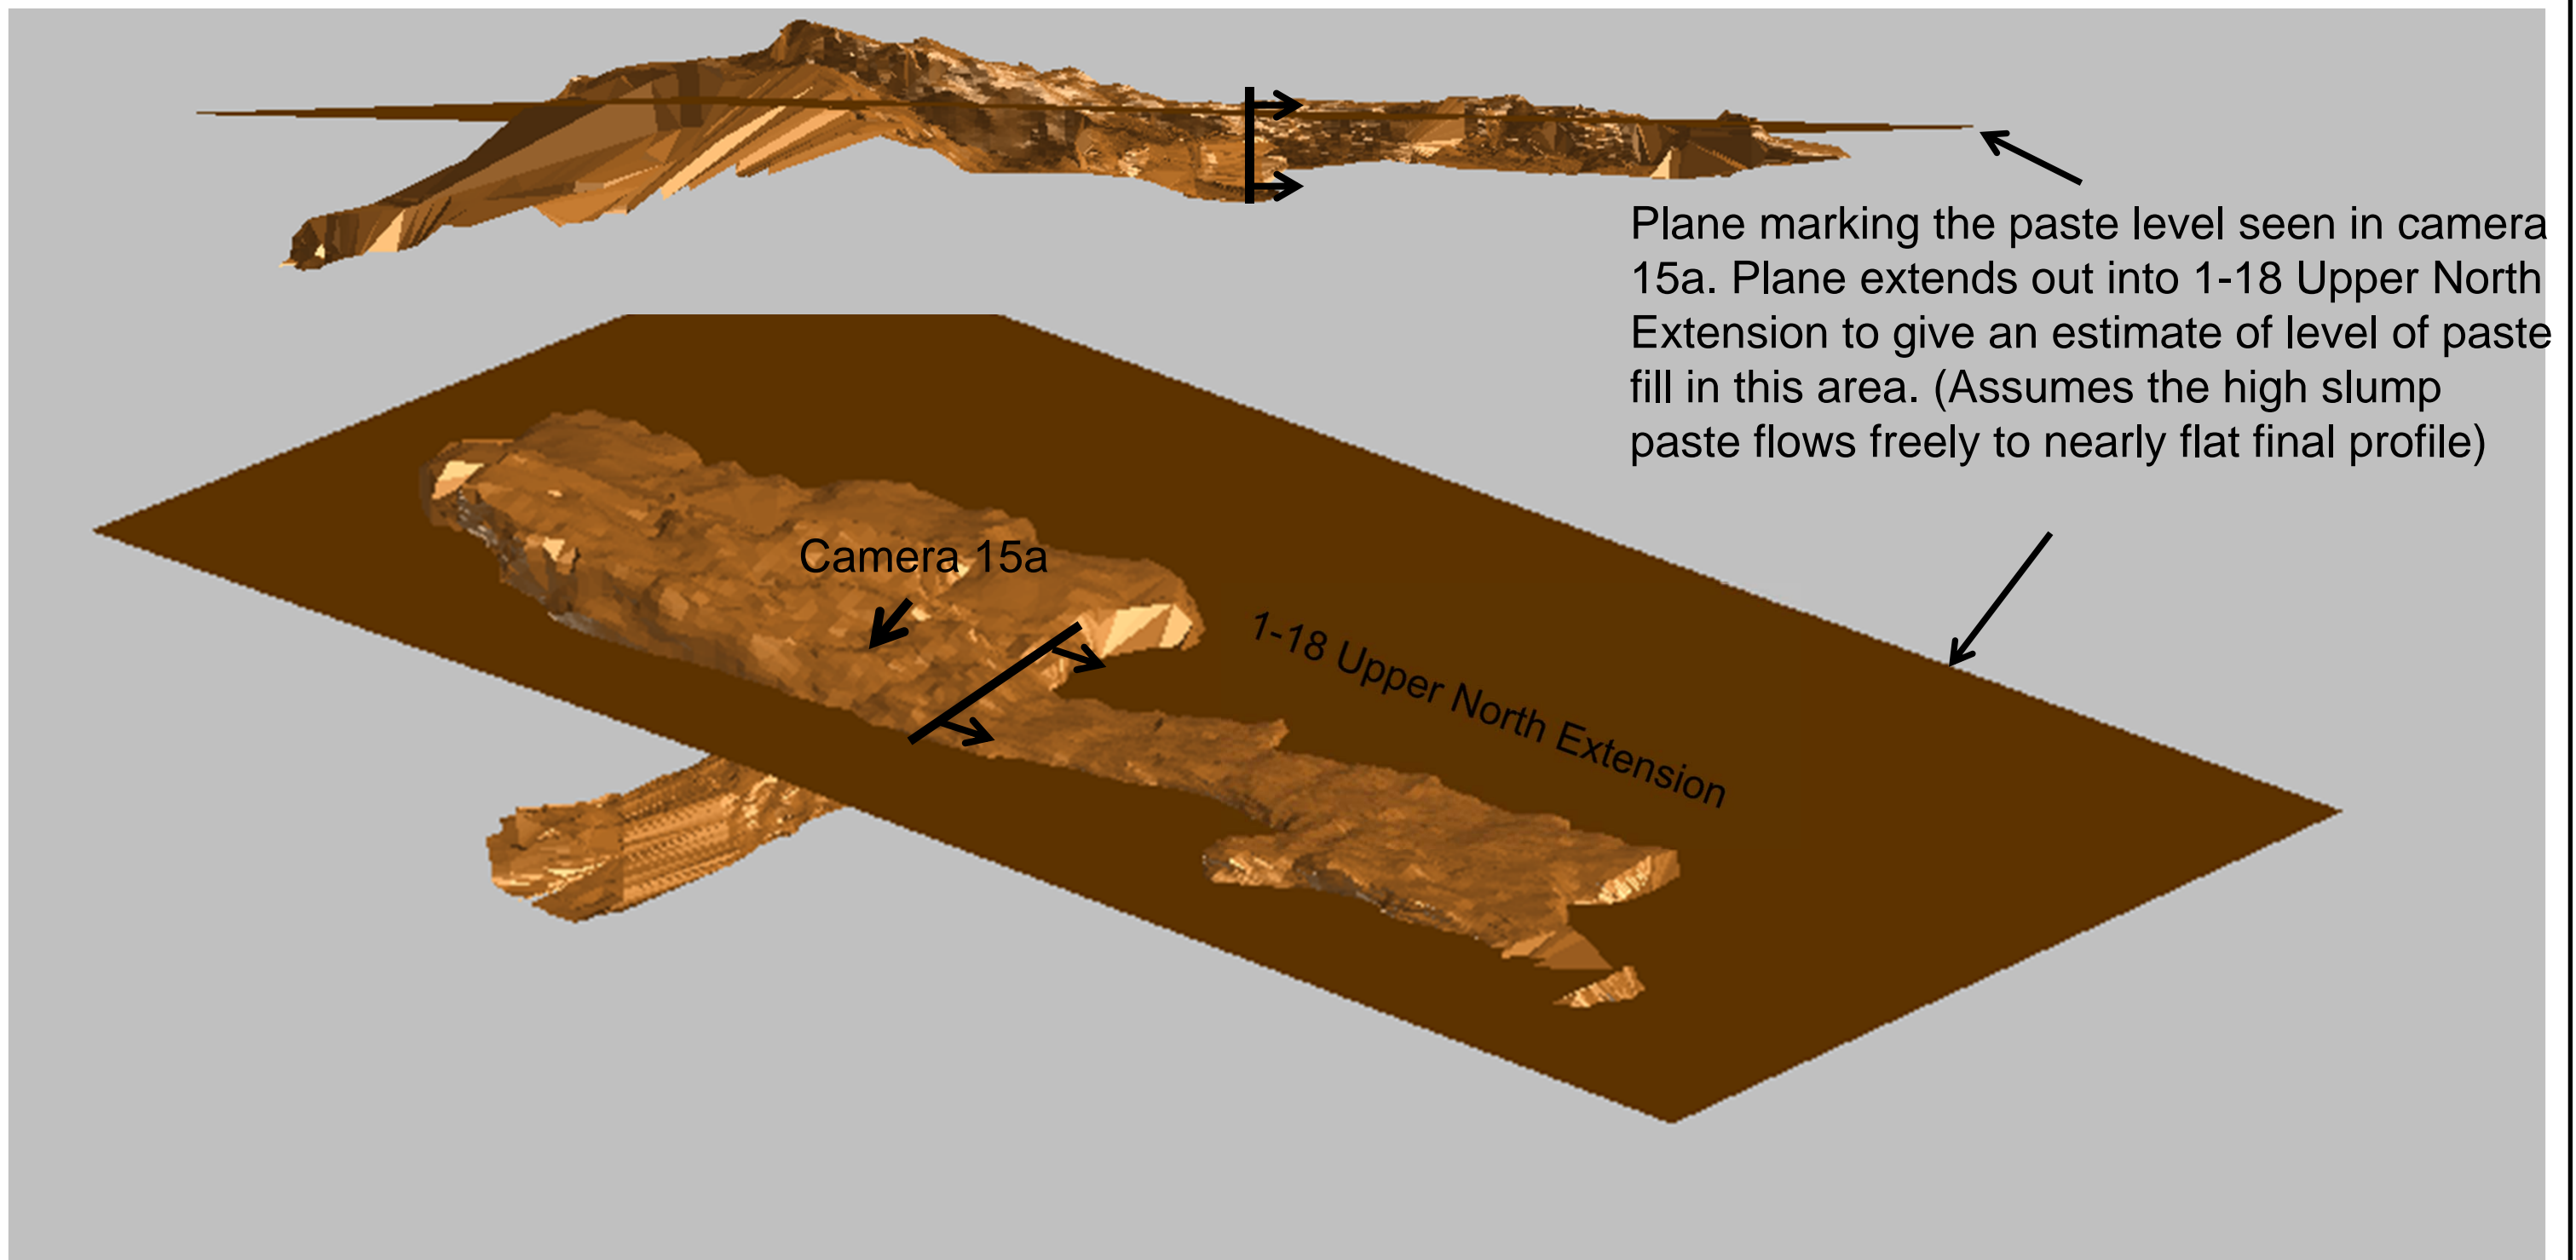 Plane marking the paste level seen in camera
15a. Plane extends out into 1-18 Upper North
Extension to give an estimate of level of paste
fill in this area. (Assumes the high slump
paste flows freely to nearly flat final profile)
Camera 15a
1-18 Upper North Extension